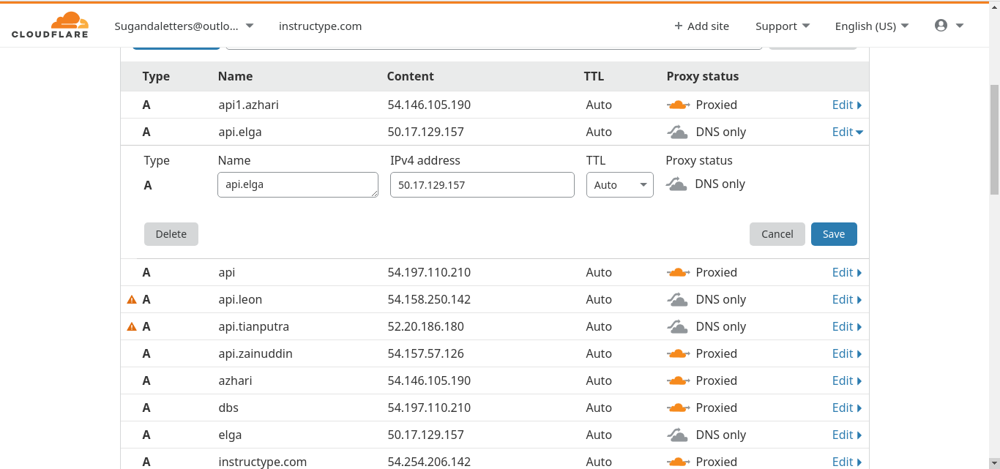 CLOUDFLARE Sugandaletters@outlo... instructype.com + Add site Support English (US)
Type Name Content TTL Proxy status
A api1.azhari 54.146.105.190 Auto Proxied Edit
A api.elga 50.17.129.157 Auto DNS only Edit
Type Name IPv4 address TTL Proxy status
A api.elga 50.17.129.157 Auto DNS only
Delete Cancel Save
A api 54.197.110.210 Auto Proxied Edit
A api.leon 54.158.250.142 Auto DNS only Edit
A api.tianputra 52.20.186.180 Auto DNS only Edit
A api.zainuddin 54.157.57.126 Auto Proxied Edit
A azhari 54.146.105.190 Auto Proxied Edit
A dbs 54.197.110.210 Auto Proxied Edit
A elga 50.17.129.157 Auto DNS only Edit
A instructype.com 54.254.206.142 Auto Proxied Edit